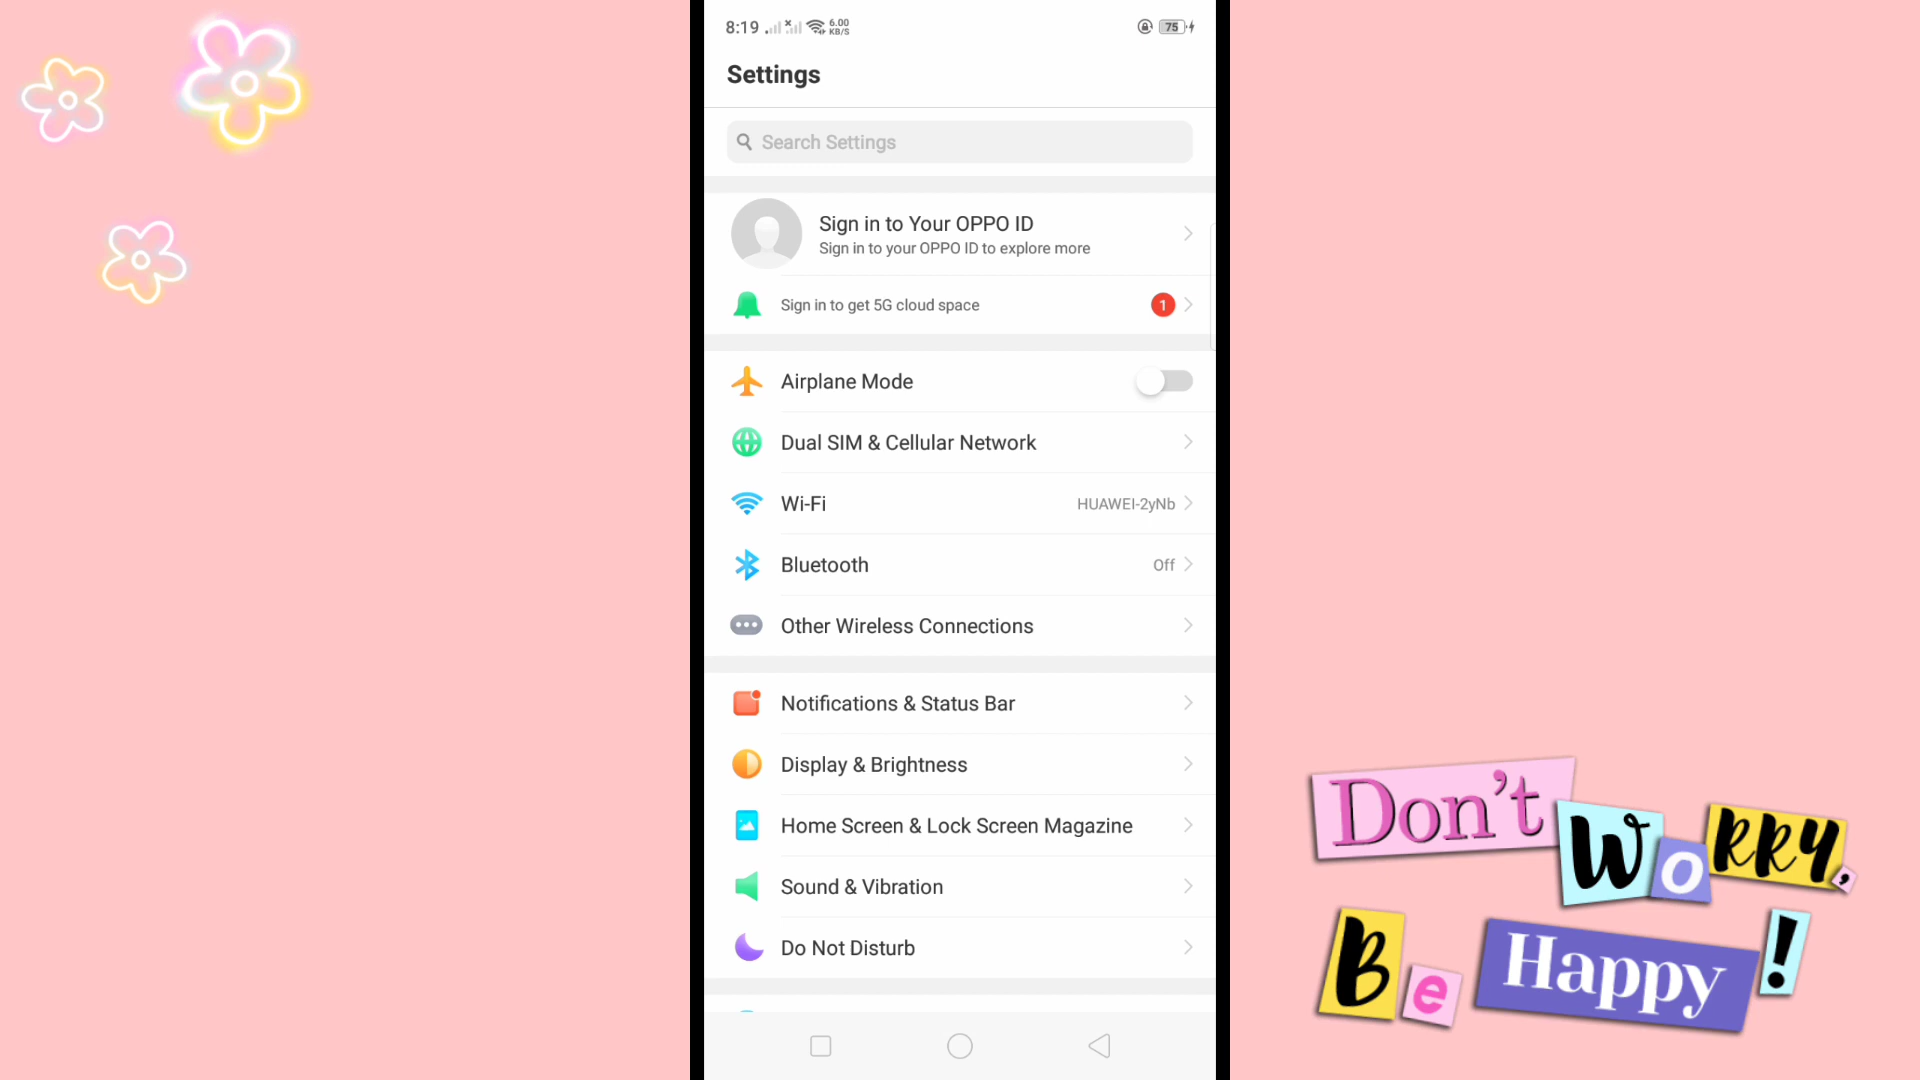 8:19 6.00 KB/S 75
Settings
Search Settings
Sign in to Your OPPO ID
Sign in to your OPPO ID to explore more
Sign in to get 5G cloud space 1
Airplane Mode
Dual SIM & Cellular Network
Wi-Fi HUAWEI-2yNb
Bluetooth Off
Other Wireless Connections
Notifications & Status Bar
Display & Brightness
Home Screen & Lock Screen Magazine
Sound & Vibration
Do Not Disturb
Don't WoRRY,
Be Happy!